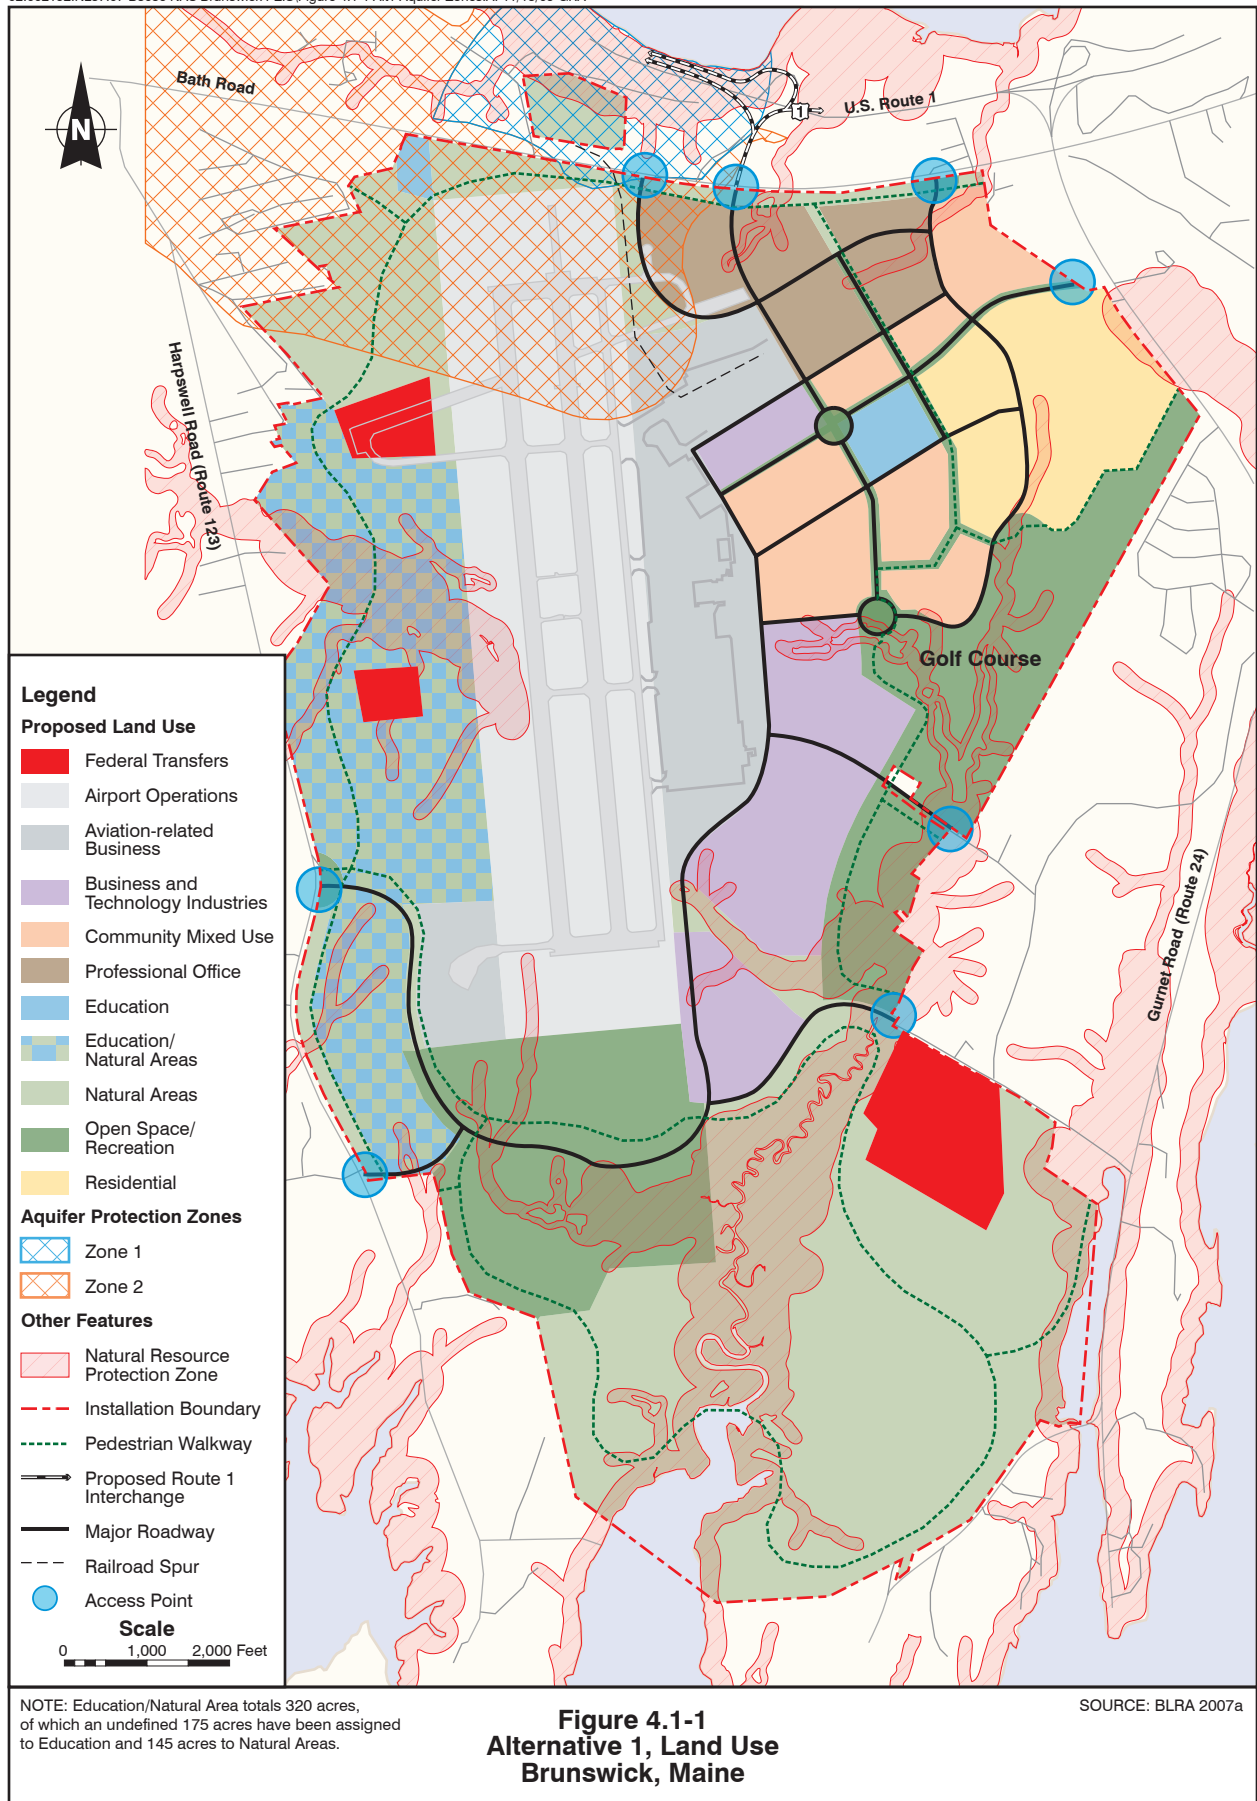 Bath Road
U.S. Route 1
1
N
Harpswell Road (Route 123)
Golf Course
Gurnet Road (Route 24)
Legend
Proposed Land Use
Federal Transfers
Airport Operations
Aviation-related
Business
Business and
Technology Industries
Community Mixed Use
Professional Office
Education
Education/
Natural Areas
Natural Areas
Open Space/
Recreation
Residential
Aquifer Protection Zones
Zone 1
Zone 2
Other Features
Natural Resource
Protection Zone
Installation Boundary
Pedestrian Walkway
Proposed Route 1
Interchange
Major Roadway
Railroad Spur
Access Point
Scale
0 1,000 2,000 Feet
NOTE: Education/Natural Area totals 320 acres,
of which an undefined 175 acres have been assigned
to Education and 145 acres to Natural Areas.
Figure 4.1-1
Alternative 1, Land Use
Brunswick, Maine
SOURCE: BLRA 2007a